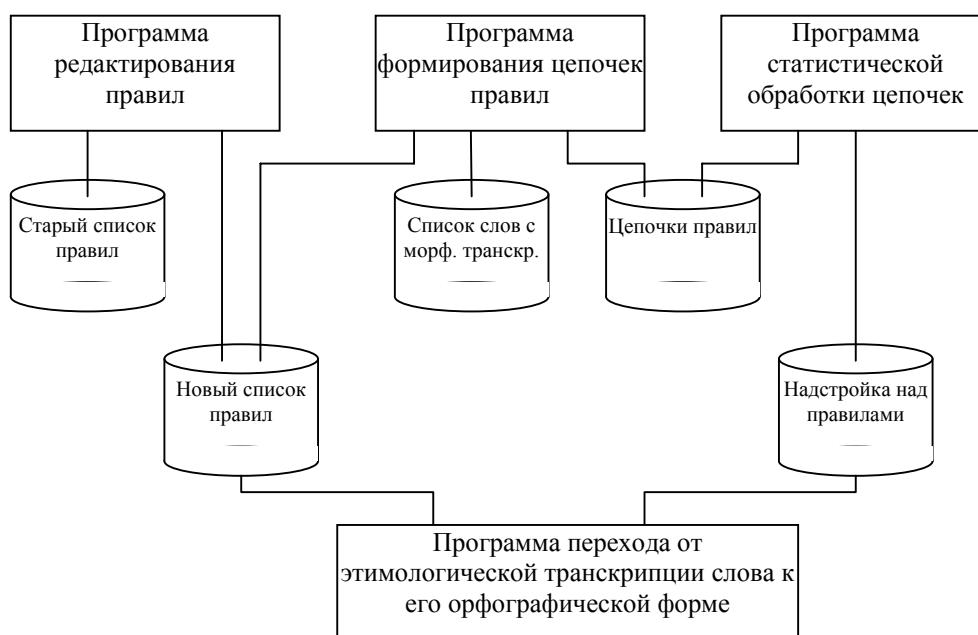 Программа
редактирования
правил
Программа
формирования цепочек
правил
Программа
статистической
обработки цепочек
Старый список
правил
Список слов с
морф. транскр.
Цепочки правил
Новый список
правил
Надстройка над
правилами
Программа перехода от
этимологической транскрипции слова к
его орфографической форме